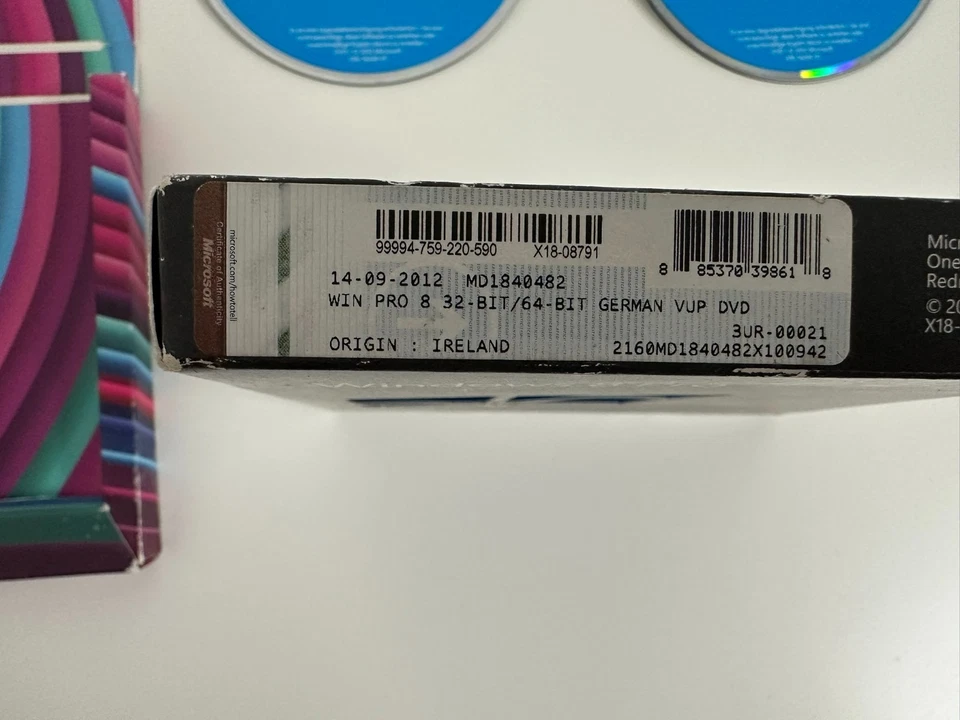 microsoft.com/howtotell
Certificate of Authenticity
Microsoft
99994-759-220-590 X18-08791
8 85370 39861 8
14-09-2012 MD1840482
WIN PRO 8 32-BIT/64-BIT GERMAN VUP DVD
3UR-00021
ORIGIN : IRELAND 2160MD1840482X100942
Micr
One
Redm
© 20
X18-